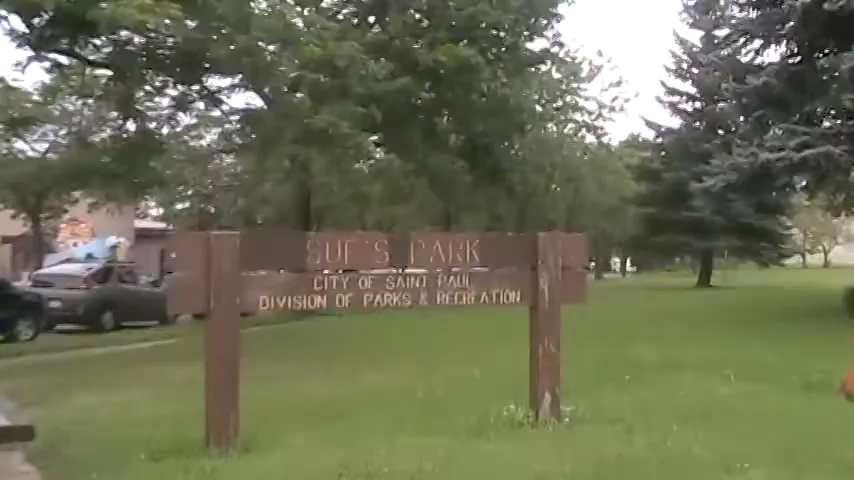 SUE'S PARK
CITY OF SAINT PAUL
DIVISION OF PARKS & RECREATION